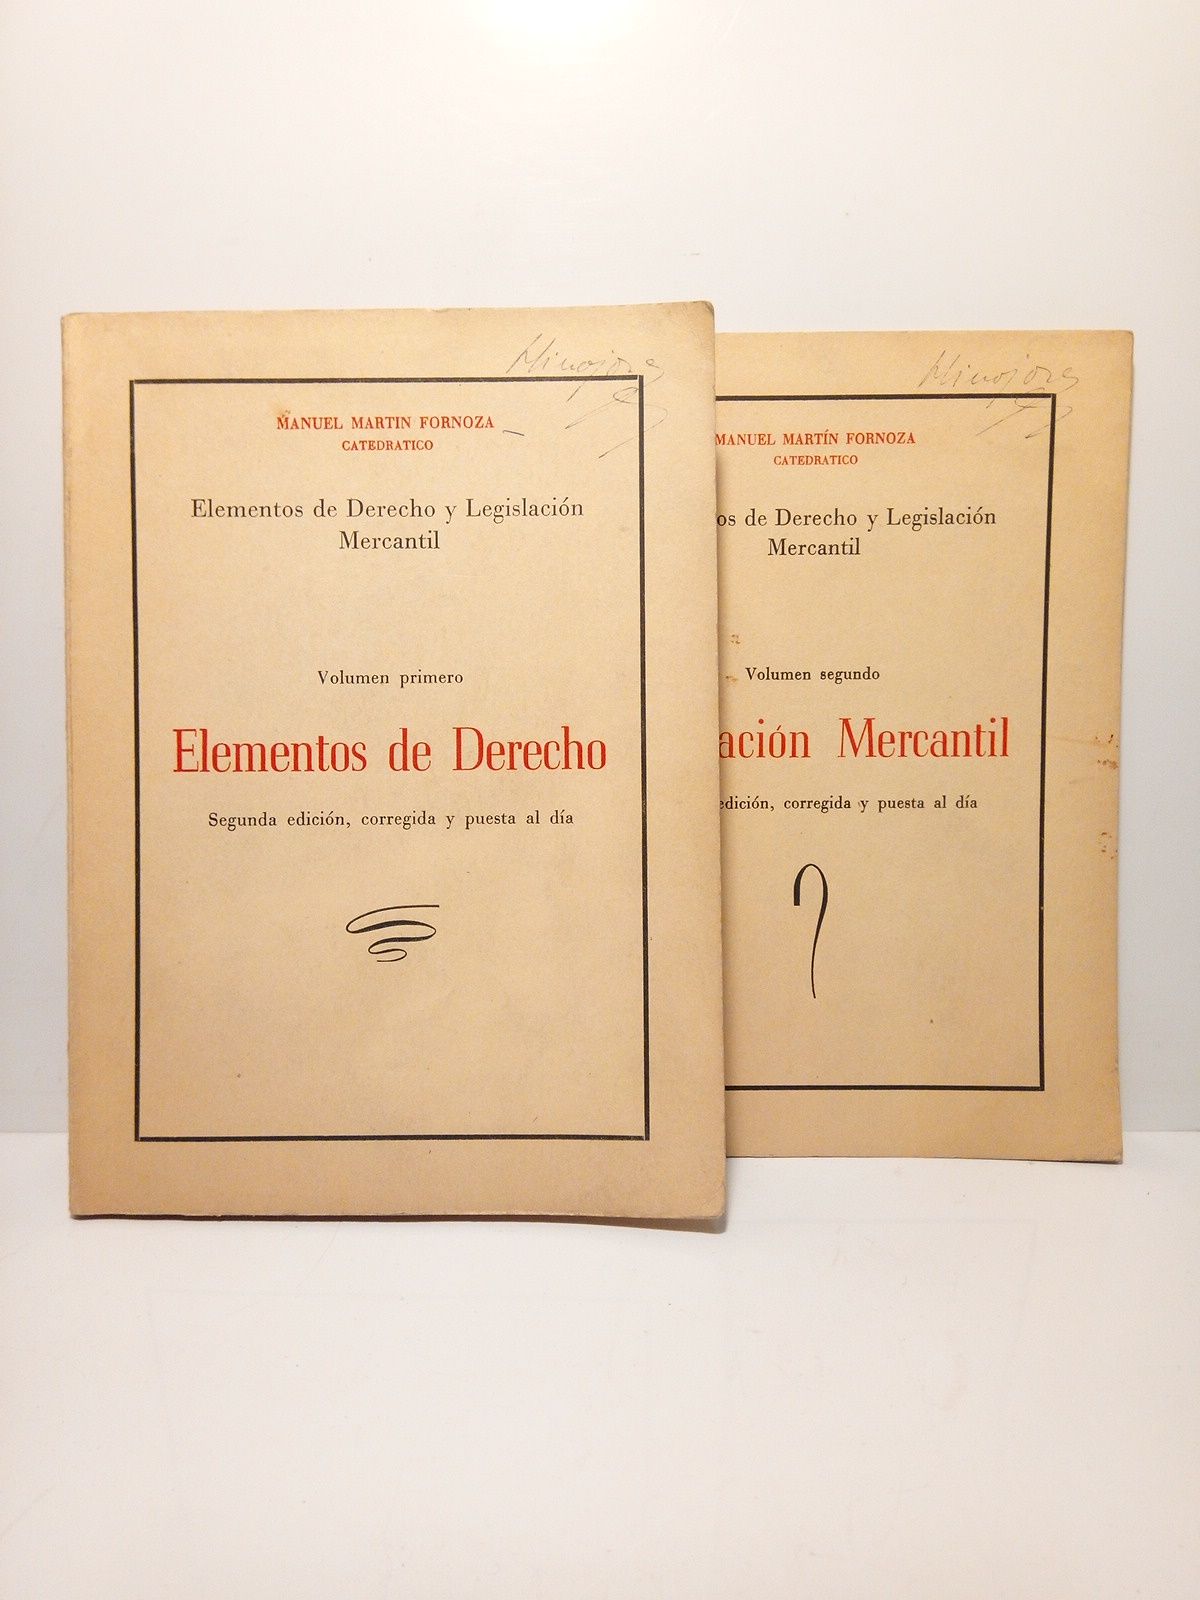 MANUEL MARTIN FORNOZA
CATEDRATICO
Elementos de Derecho y Legislación
Mercantil
Volumen primero
Elementos de Derecho
Segunda edición, corregida y puesta al día
MANUEL MARTÍN FORNOZA
CATEDRATICO
os de Derecho y Legislación
Mercantil
Volumen segundo
ación Mercantil
edición, corregida y puesta al día